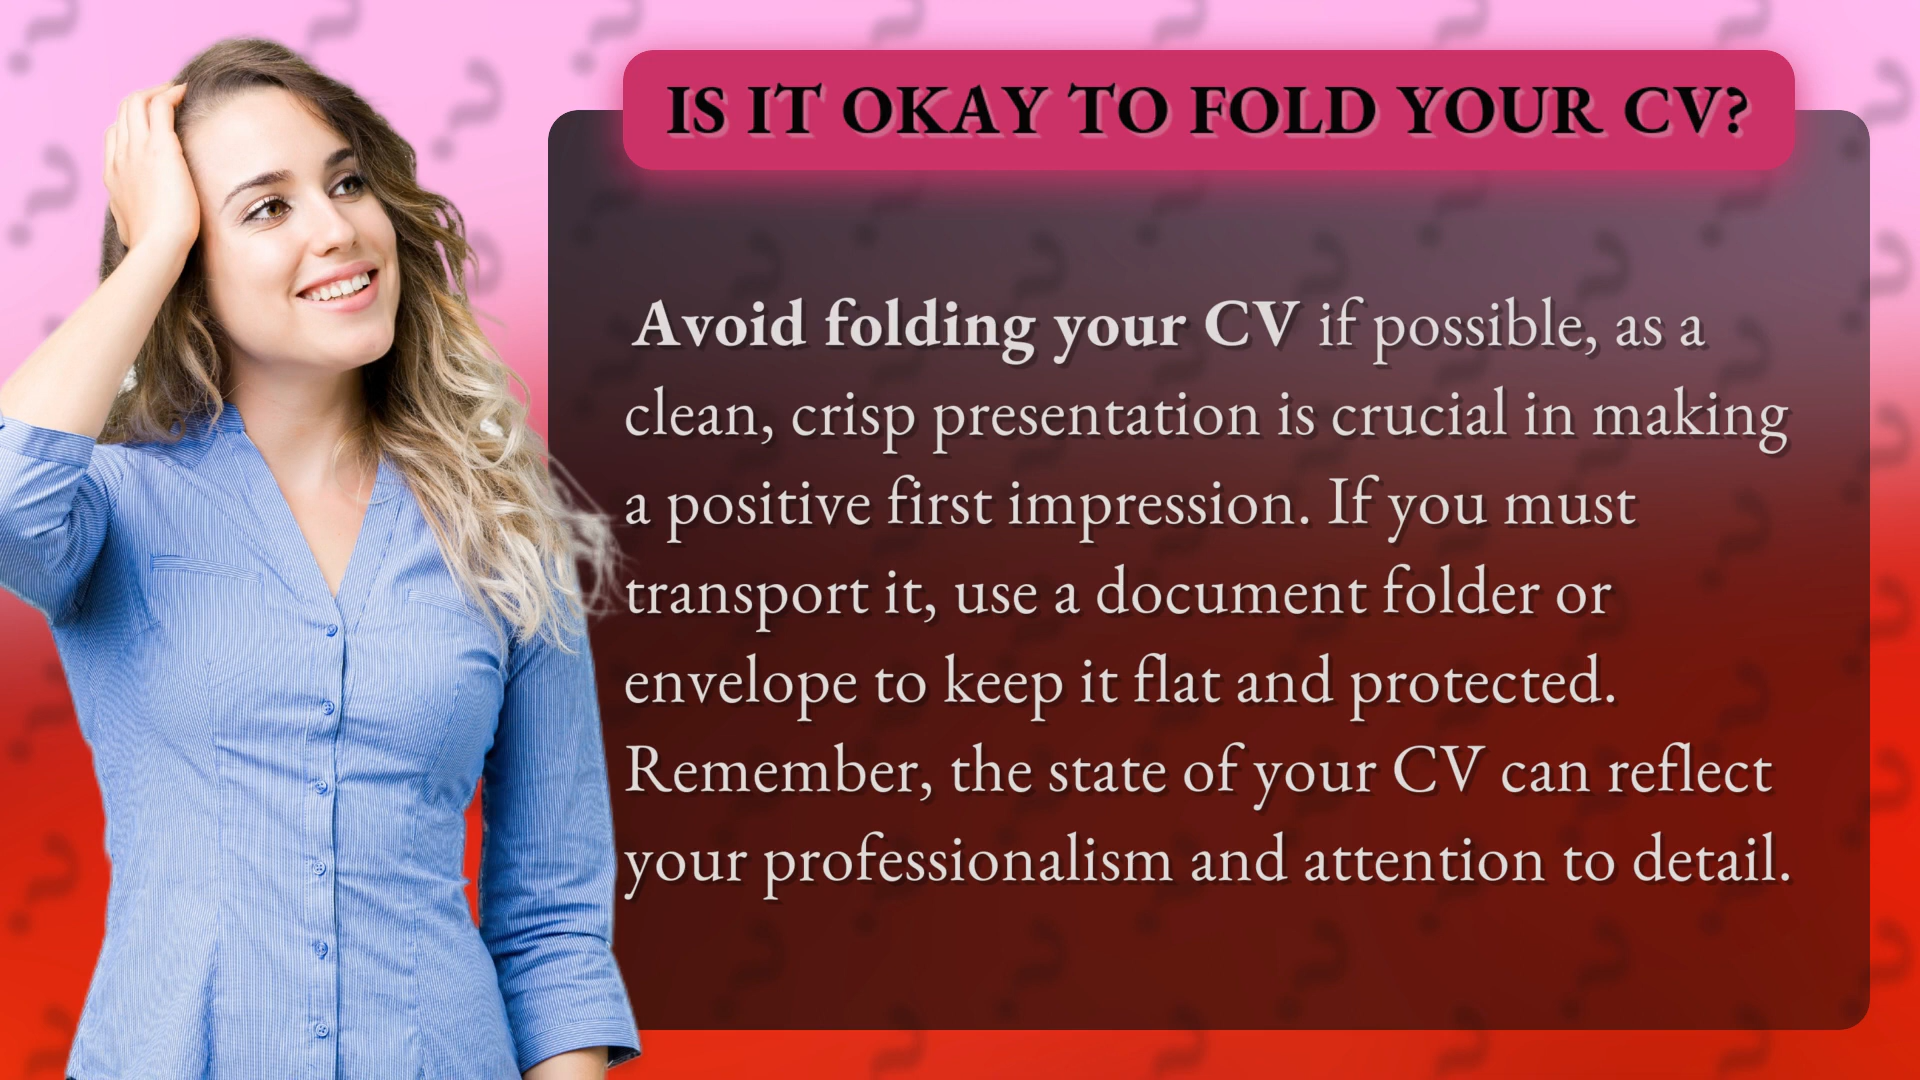 IS IT OKAY TO FOLD YOUR CV?
Avoid folding your CV if possible, as a
clean, crisp presentation is crucial in making
a positive first impression. If you must
transport it, use a document folder or
envelope to keep it flat and protected.
Remember, the state of your CV can reflect
your professionalism and attention to detail.